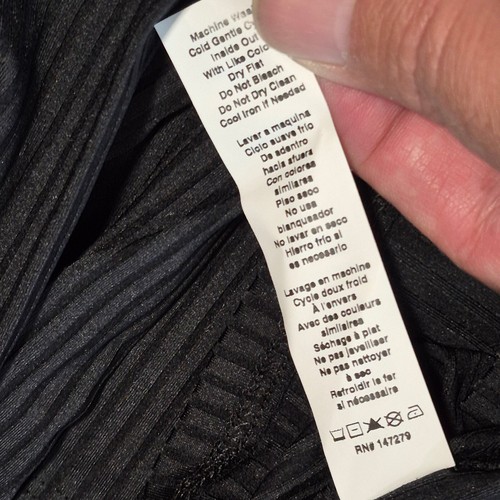 Machine Was
Cold Gentle C
Inside Out
With Like Colo
Dry Flat
Do Not Bleach
Do Not Dry Clean
Cool Iron if Needed
Lavar a maquina
Ciclo suave frio
De adentro
hacia afuera
Con colores
similares
Piso seco
No usa
blanqueador
No lavar en seco
Hierro frio si
es necesario
Lavage en machine
Cycle doux froid
À l'envers
Avec des couleurs
similaires
Séchage à plat
Ne pas javelliser
Ne pas nettoyer
à sec
Refroidir le fer
si nécessaire
RN# 147279